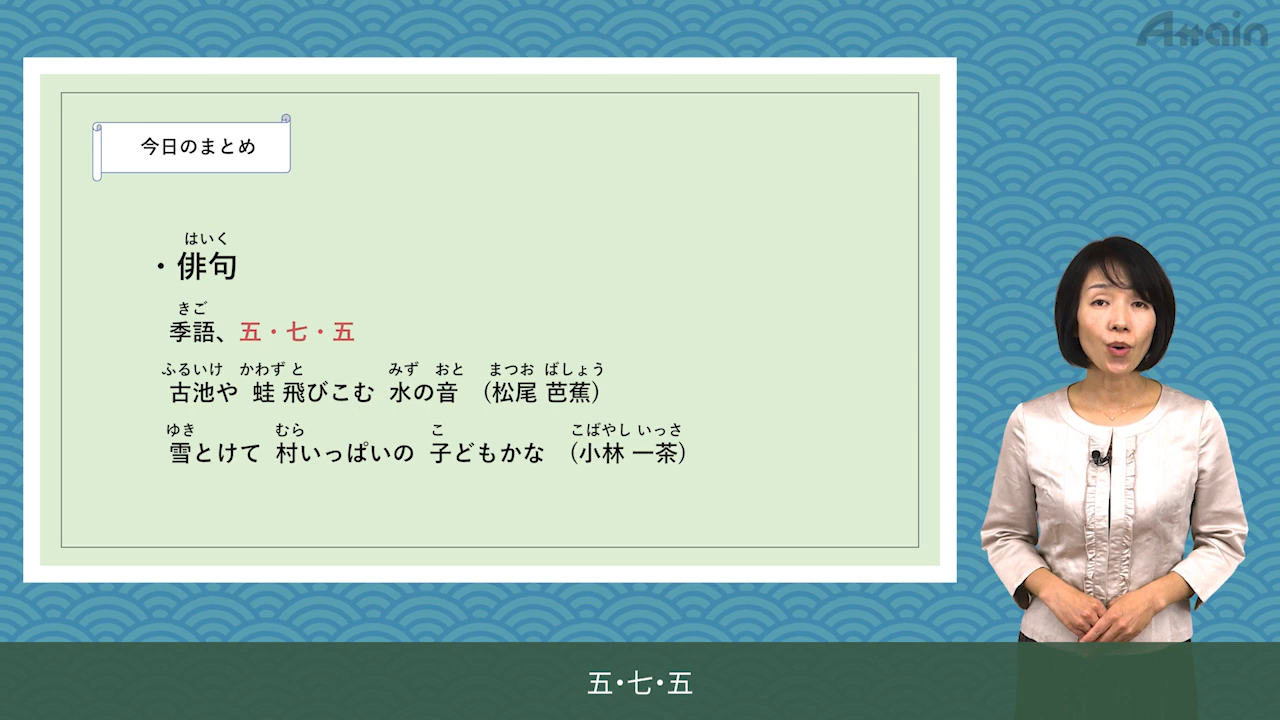 Attain
今日のまとめ
はいく
・俳句
きご
季語、五・七・五
ふるいけ かわず と みず おと まつお ばしょう
古池や 蛙 飛びこむ 水の音 (松尾 芭蕉)
ゆき むら こ こばやし いっさ
雪とけて 村いっぱいの 子どもかな (小林 一茶)
五・七・五